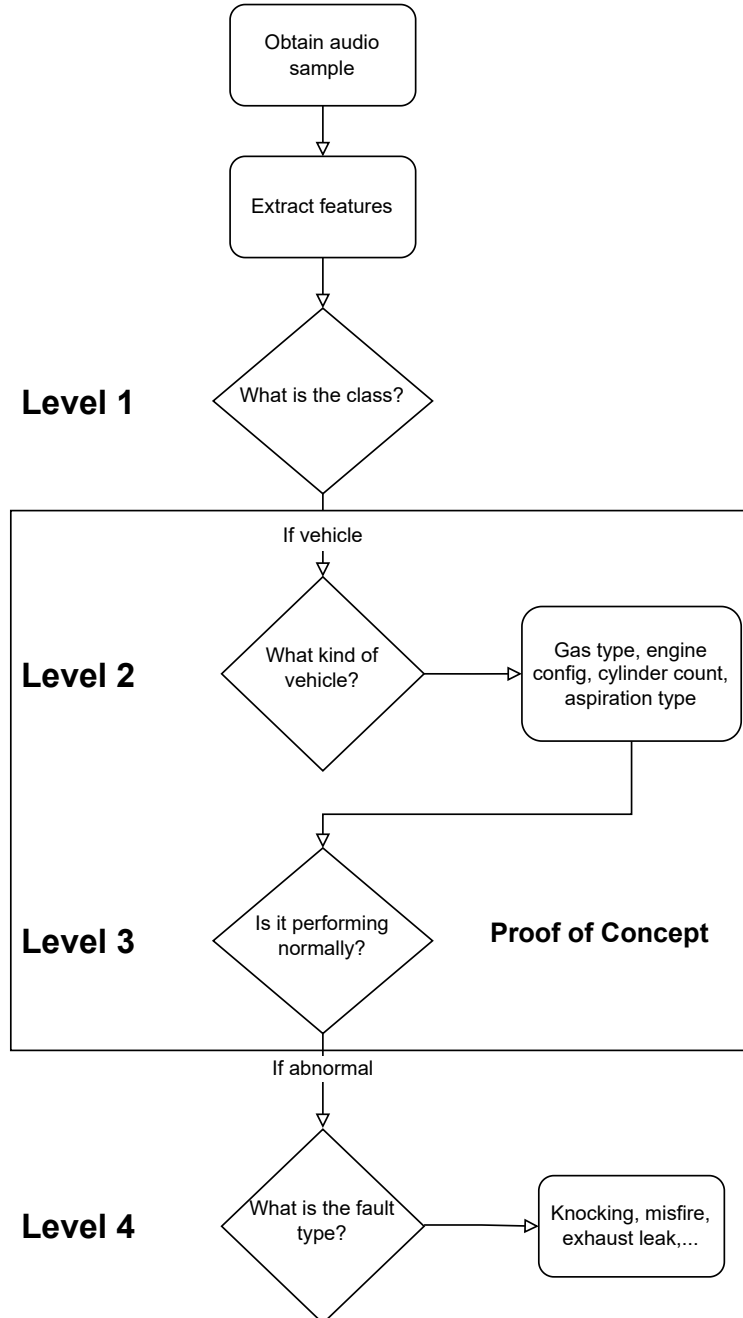 Obtain audio
sample
Extract features
Level 1
What is the class?
If vehicle
Level 2
What kind of
vehicle?
Gas type, engine
config, cylinder count,
aspiration type
Level 3
Is it performing
normally?
Proof of Concept
If abnormal
Level 4
What is the fault
type?
Knocking, misfire,
exhaust leak,...